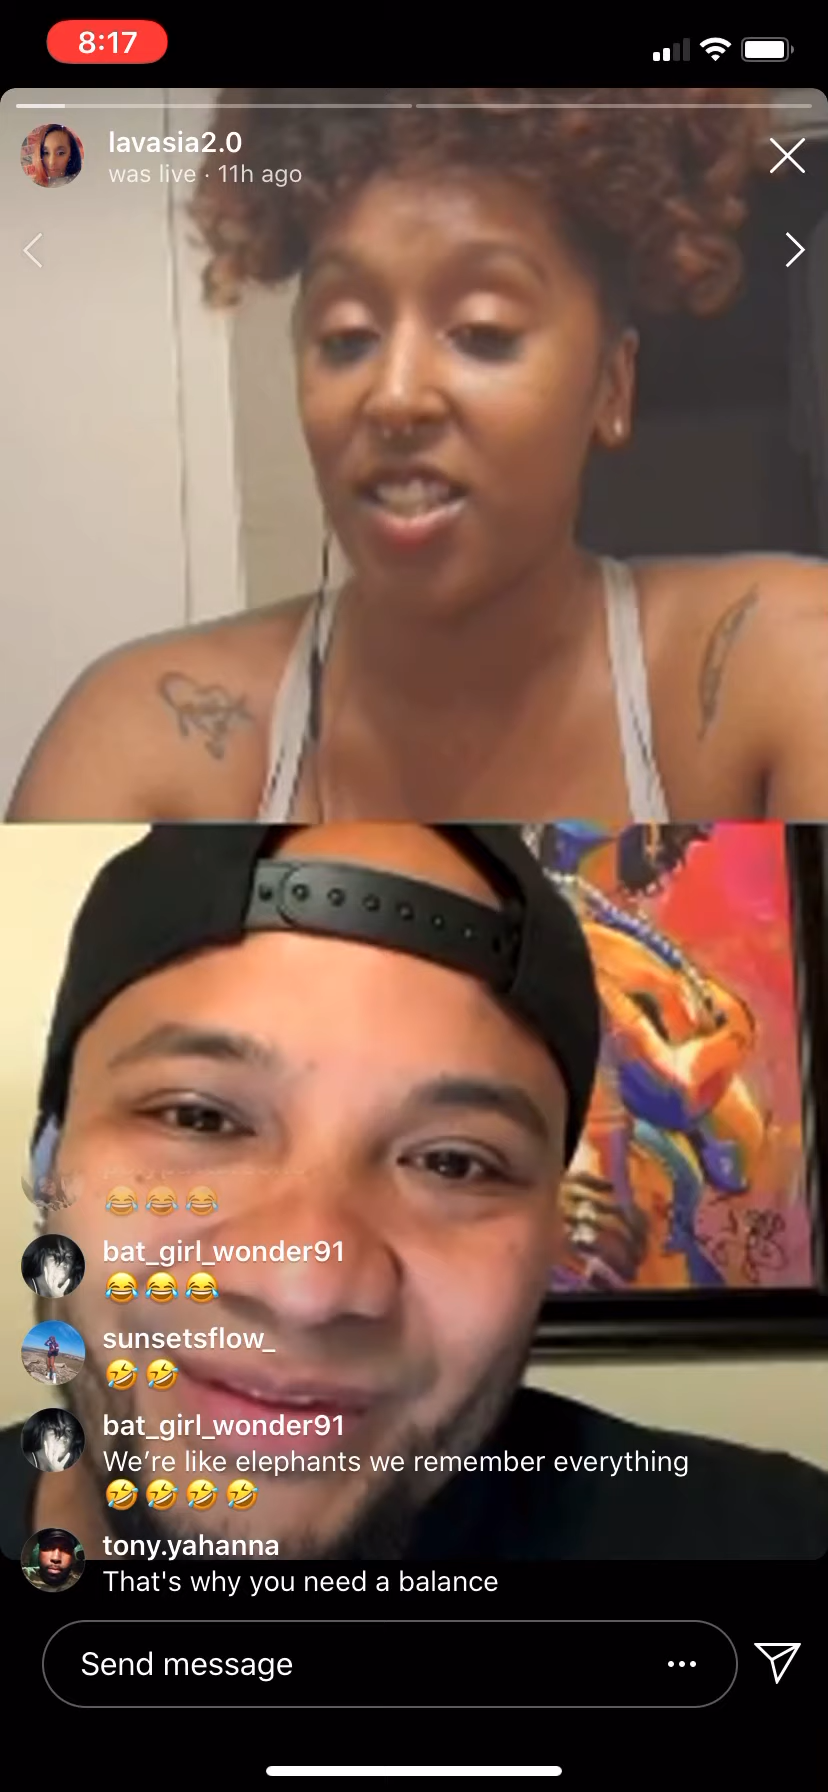 8:17
lavasia2.0
was live · 11h ago
😂😂😂
bat_girl_wonder91
😂😂😂
sunsetsflow_
🤣🤣
bat_girl_wonder91
We’re like elephants we remember everything
🤣🤣🤣🤣
tony.yahanna
That's why you need a balance
Send message